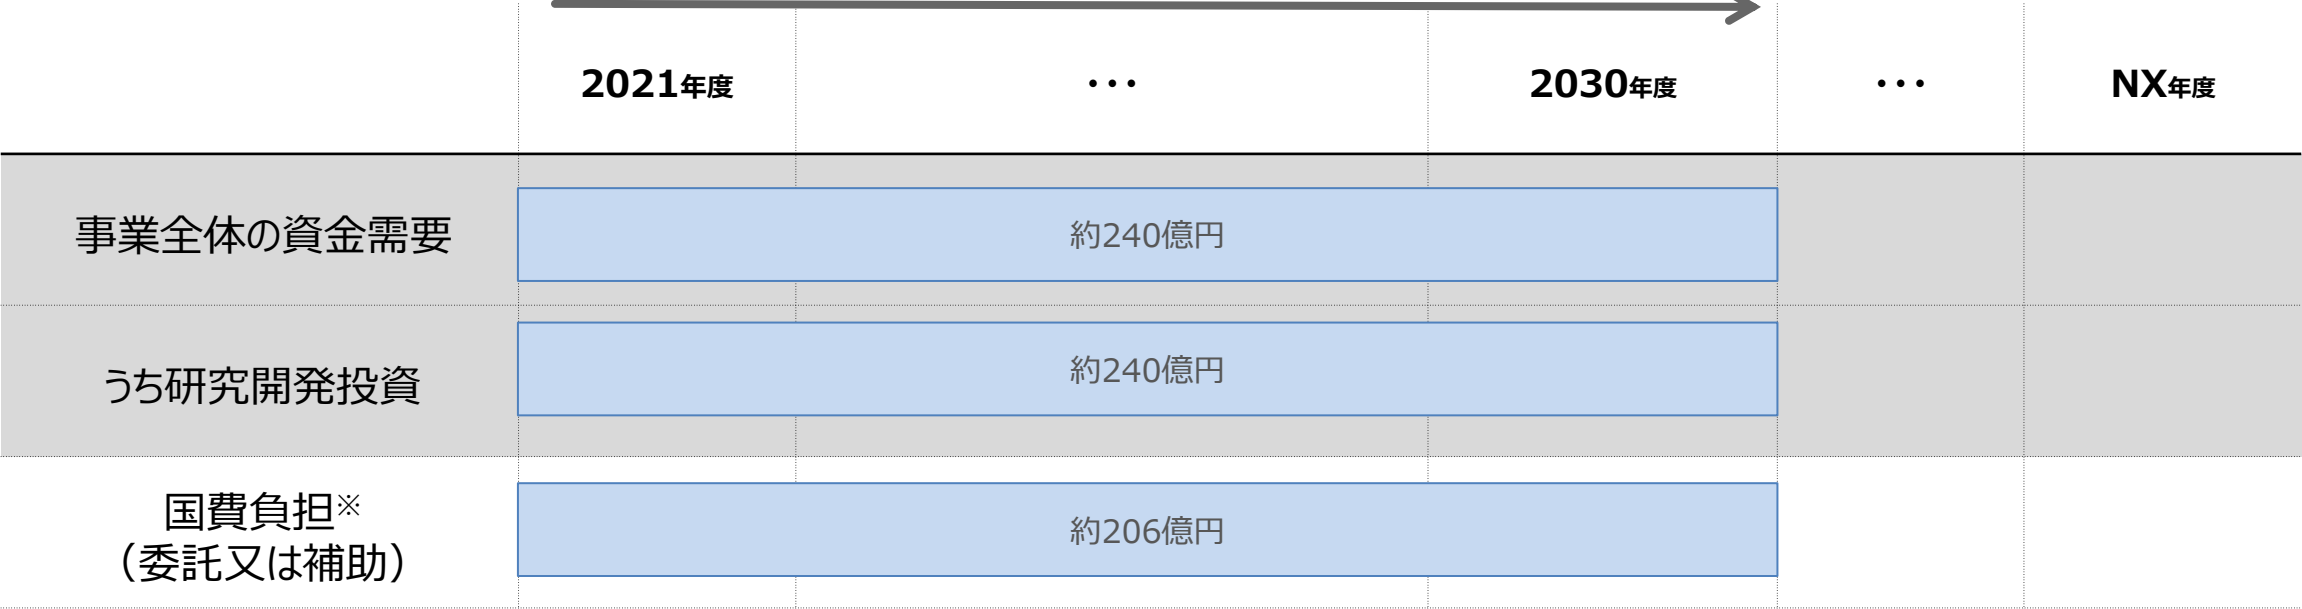 2021年度 ・・・ 2030年度 ・・・ NX年度
事業全体の資金需要 約240億円
うち研究開発投資 約240億円
国費負担※
（委託又は補助）
約206億円